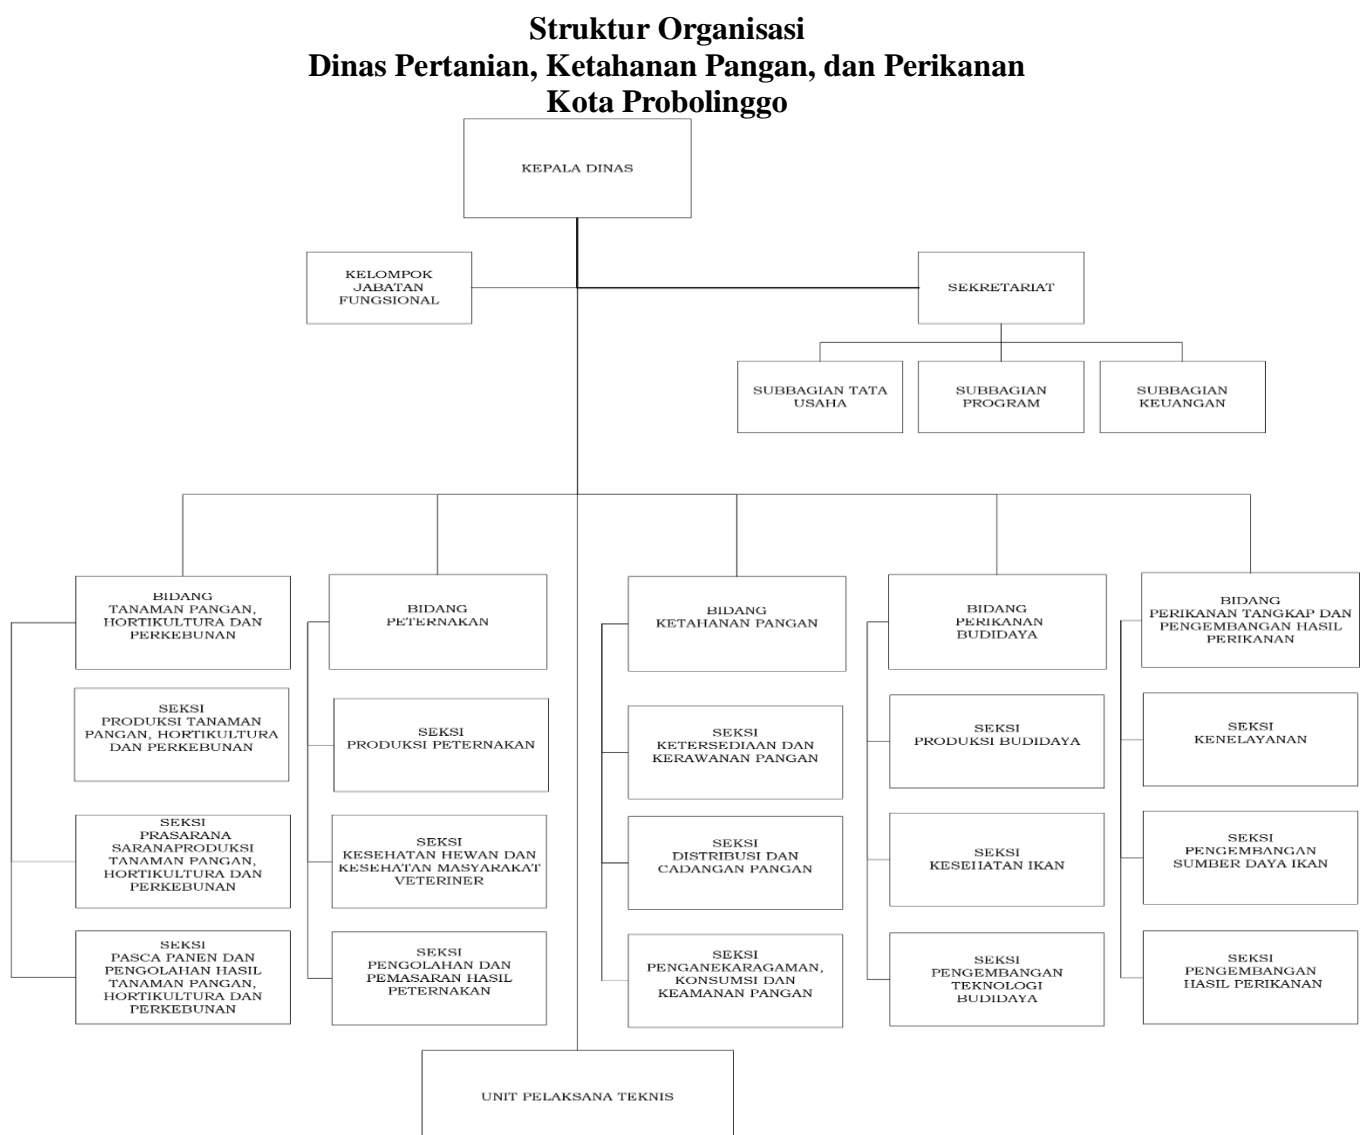 Struktur Organisasi
Dinas Pertanian, Ketahanan Pangan, dan Perikanan
Kota Probolinggo
KEPALA DINAS
KELOMPOK
JABATAN
FUNGSIONAL
SEKRETARIAT
SUBBAGIAN TATA
USAHA
SUBBAGIAN
PROGRAM
SUBBAGIAN
KEUANGAN
BIDANG
TANAMAN PANGAN,
HORTIKULTURA DAN
PERKEBUNAN
BIDANG
PETERNAKAN
BIDANG
KETAHANAN PANGAN
BIDANG
PERIKANAN
BUDIDAYA
BIDANG
PERIKANAN TANGKAP DAN
PENGEMBANGAN HASIL
PERIKANAN
SEKSI
PRODUKSI TANAMAN
PANGAN, HORTIKULTURA
DAN PERKEBUNAN
SEKSI
PRODUKSI PETERNAKAN
SEKSI
KETERSEDIAAN DAN
KERAWANAN PANGAN
SEKSI
PRODUKSI BUDIDAYA
SEKSI
KENELAYANAN
SEKSI
PRASARANA
SARANAPRODUKSI
TANAMAN PANGAN,
HORTIKULTURA DAN
PERKEBUNAN
SEKSI
KESEHATAN HEWAN DAN
KESEHATAN MASYARAKAT
VETERINER
SEKSI
DISTRIBUSI DAN
CADANGAN PANGAN
SEKSI
KESEHATAN IKAN
SEKSI
PENGEMBANGAN
SUMBER DAYA IKAN
SEKSI
PASCA PANEN DAN
PENGOLAHAN HASIL
TANAMAN PANGAN,
HORTIKULTURA DAN
PERKEBUNAN
SEKSI
PENGOLAHAN DAN
PEMASARAN HASIL
PETERNAKAN
SEKSI
PENGANEKARAGAMAN,
KONSUMSI DAN
KEAMANAN PANGAN
SEKSI
PENGEMBANGAN
TEKNOLOGI
BUDIDAYA
SEKSI
PENGEMBANGAN
HASIL PERIKANAN
UNIT PELAKSANA TEKNIS